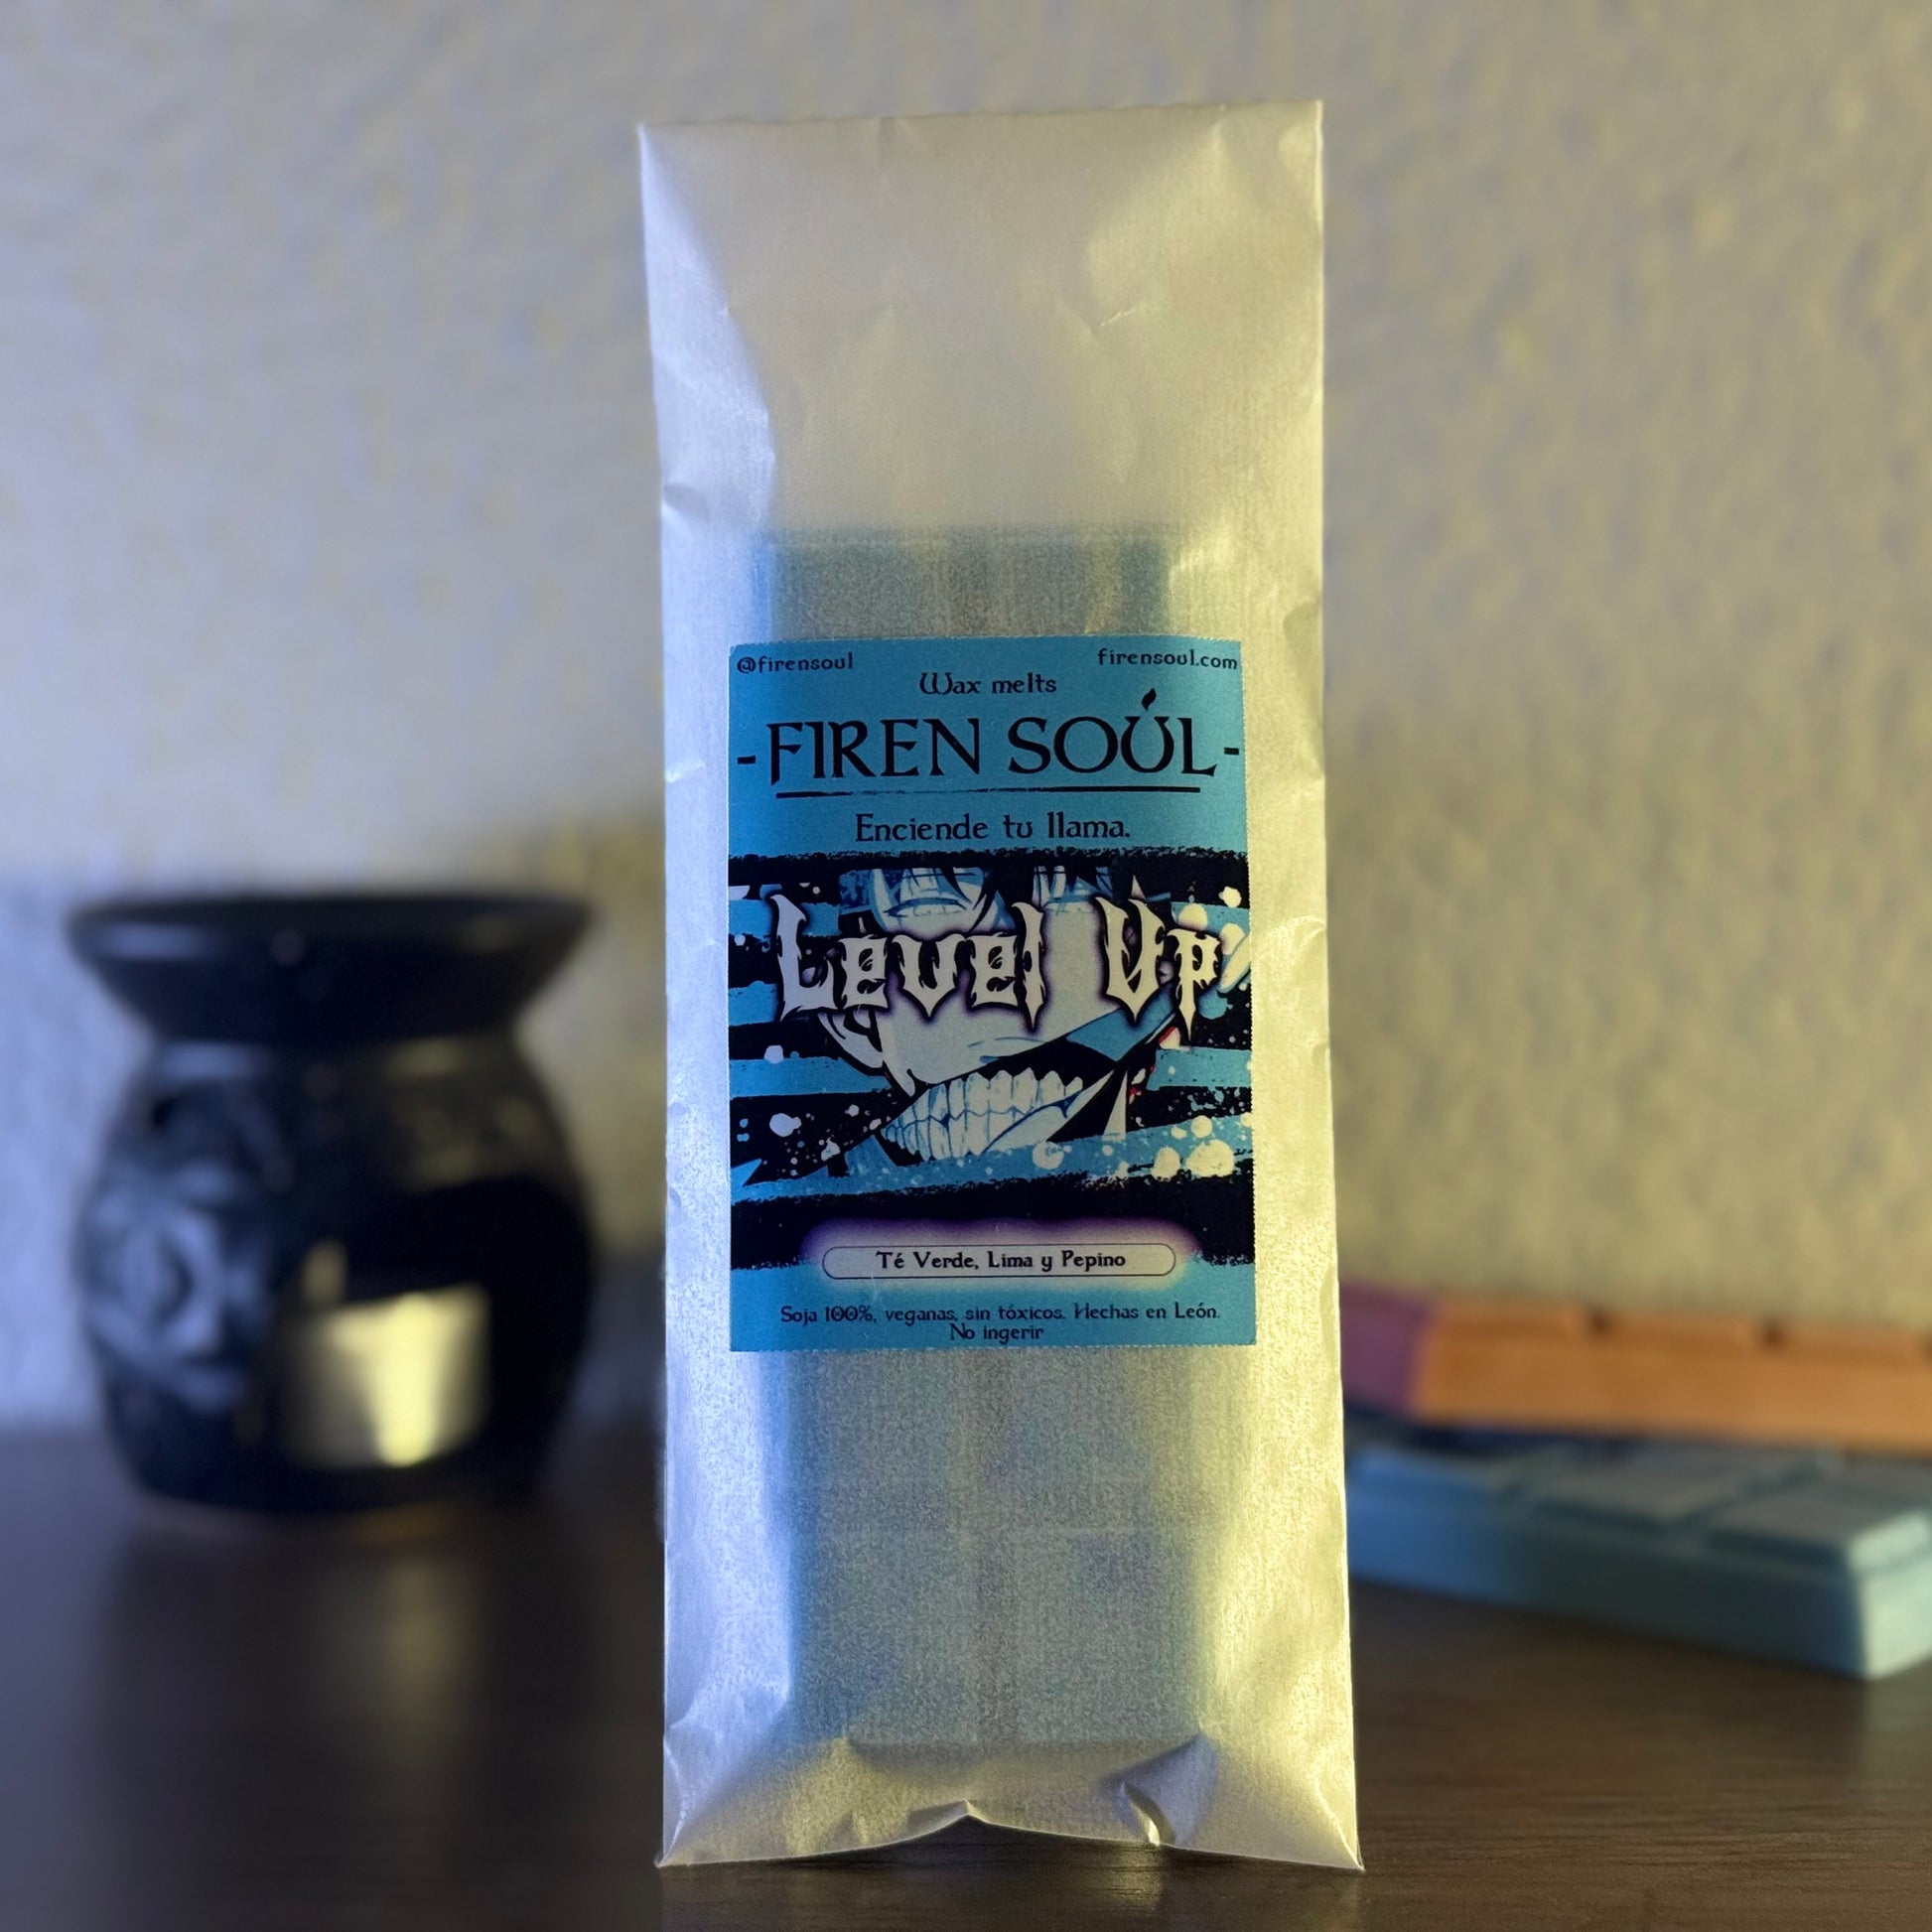 @firensoul
firensoul.com
Wax melts
-FIREN SOUL-
Enciende tu llama.
Level Up
Té Verde, Lima y Pepino
Soja 100%, veganas, sin tóxicos. Hechas en León.
No ingerir